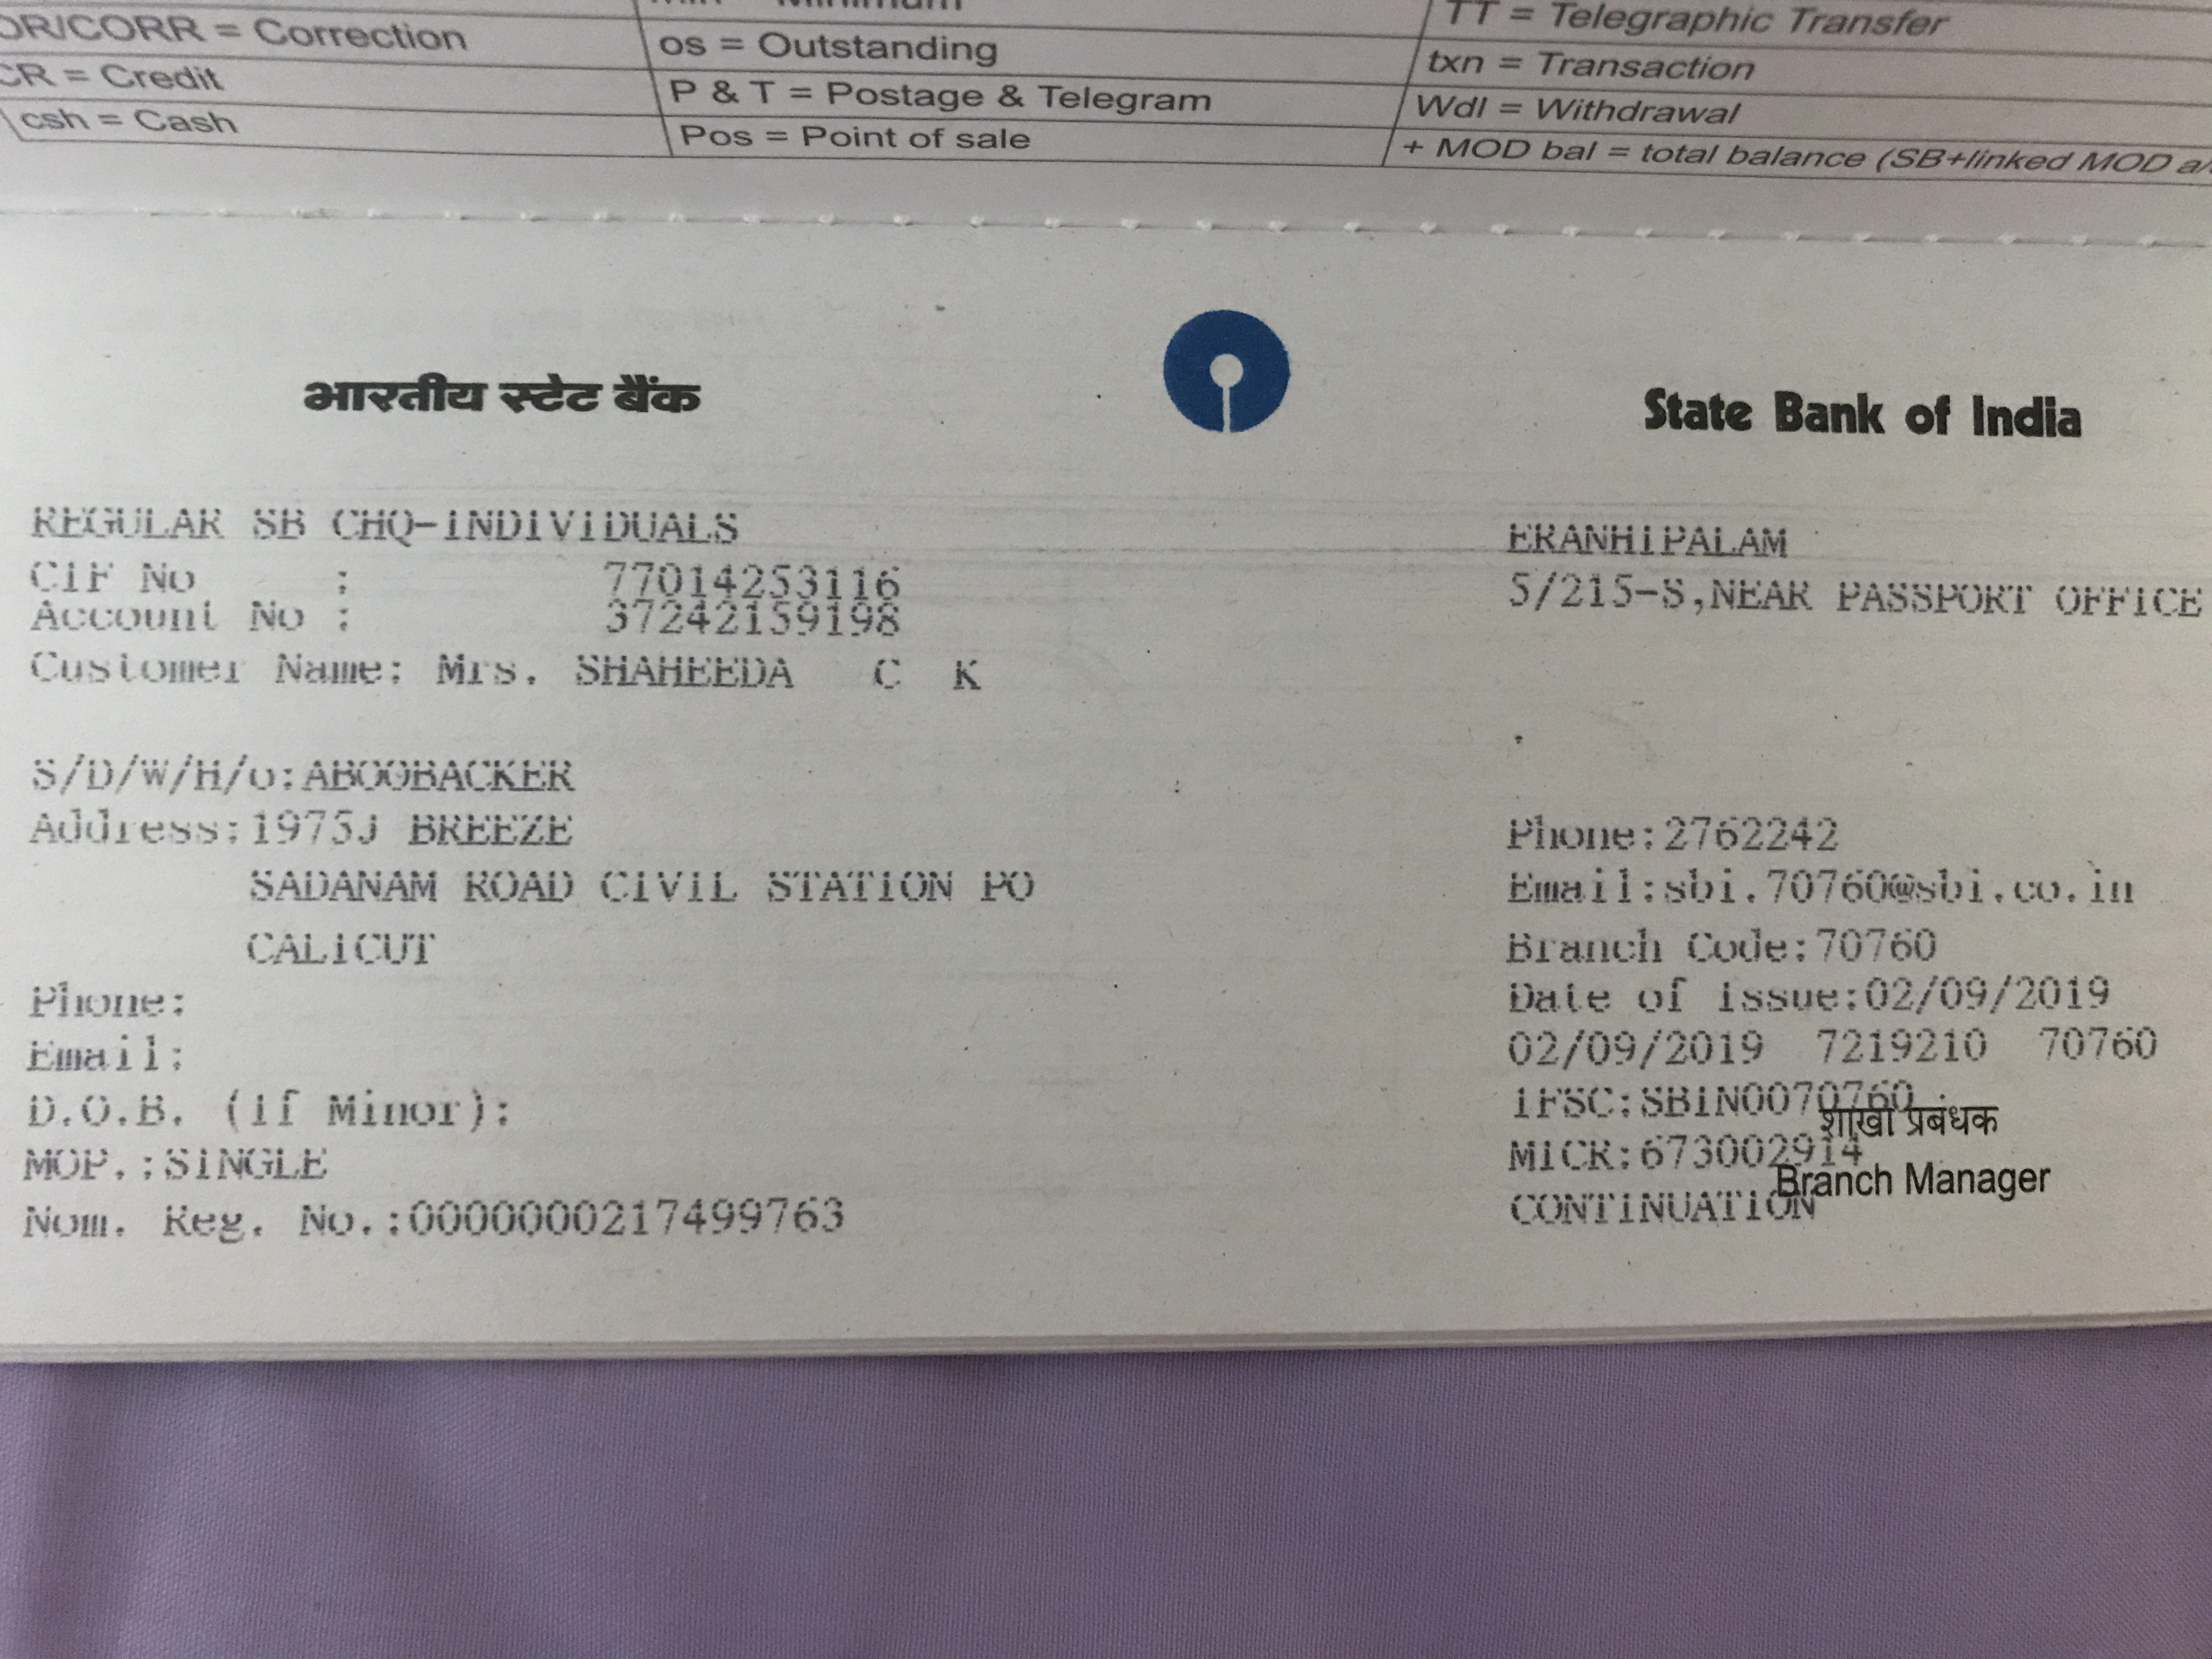 MOR/CORR = Correction
CR = Credit
csh = Cash
os = Outstanding
P & T = Postage & Telegram
Pos = Point of sale
TT = Telegraphic Transfer
txn = Transaction
Wdl = Withdrawal
+ MOD bal = total balance (SB+linked MOD a/
भारतीय स्टेट बैंक
State Bank of India
REGULAR SB CHQ-INDIVIDUALS
CIF No : 77014253116
Account No : 37242159198
Customer Name: Mrs. SHAHEEDA C K
S/D/W/H/o:ABOOBACKER
Address:1975J BREEZE
SADANAM ROAD CIVIL STATION PO
CALICUT
Phone:
Email:
D.O.B. (if Minor):
MOP.:SINGLE
Nom. Reg. No.:0000000217499763
ERANHIPALAM
5/215-S,NEAR PASSPORT OFFICE
Phone:2762242
Email:sbi.70760@sbi.co.in
Branch Code:70760
Date of issue:02/09/2019
02/09/2019 7219210 70760
IFSC:SBIN0070760
शाखा प्रबंधक
MICR:673002914
Branch Manager
CONTINUATION